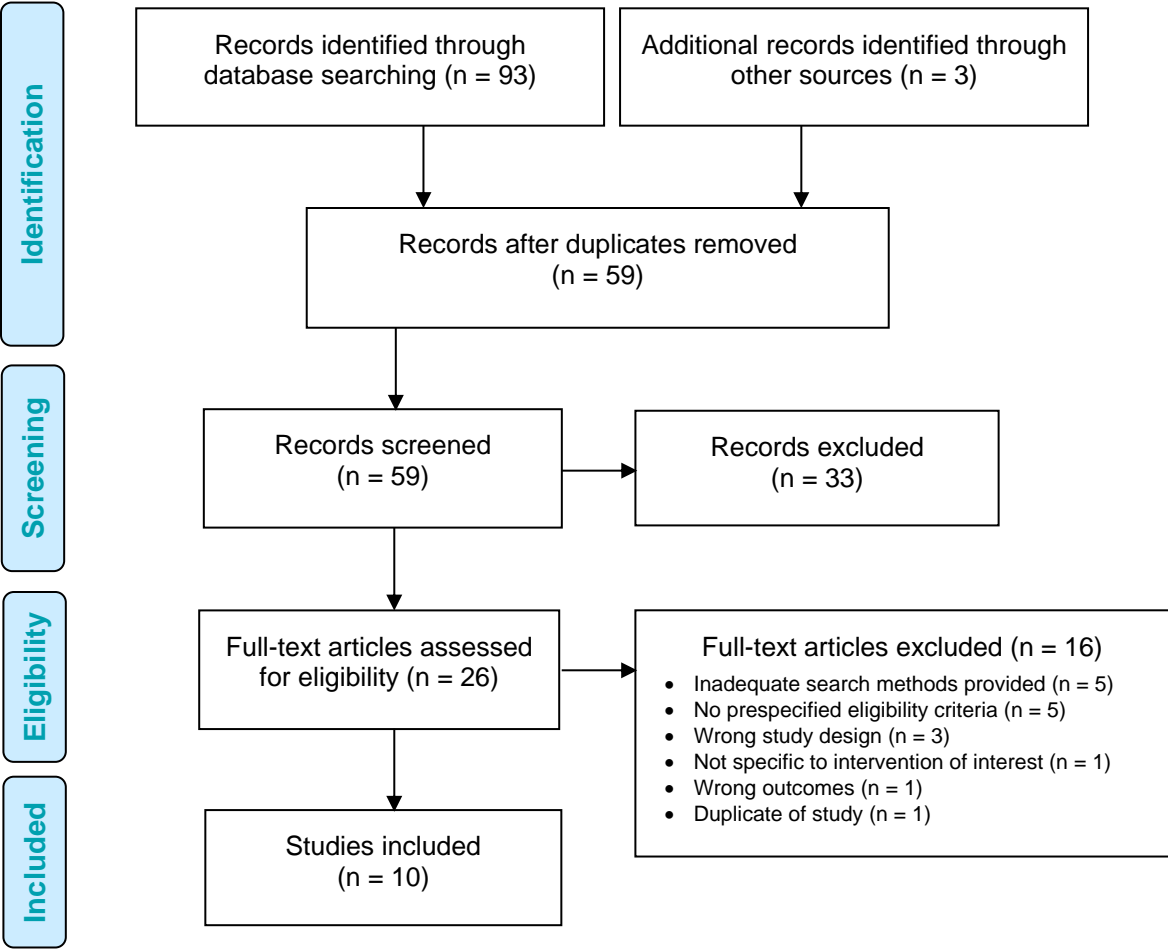 Identification
Records identified through
database searching (n = 93)
Additional records identified through
other sources (n = 3)
Records after duplicates removed
(n = 59)
Screening
Records screened
(n = 59)
Records excluded
(n = 33)
Eligibility
Full-text articles assessed
for eligibility (n = 26)
Full-text articles excluded (n = 16)
• Inadequate search methods provided (n = 5)
• No prespecified eligibility criteria (n = 5)
• Wrong study design (n = 3)
• Not specific to intervention of interest (n = 1)
• Wrong outcomes (n = 1)
• Duplicate of study (n = 1)
Included
Studies included
(n = 10)